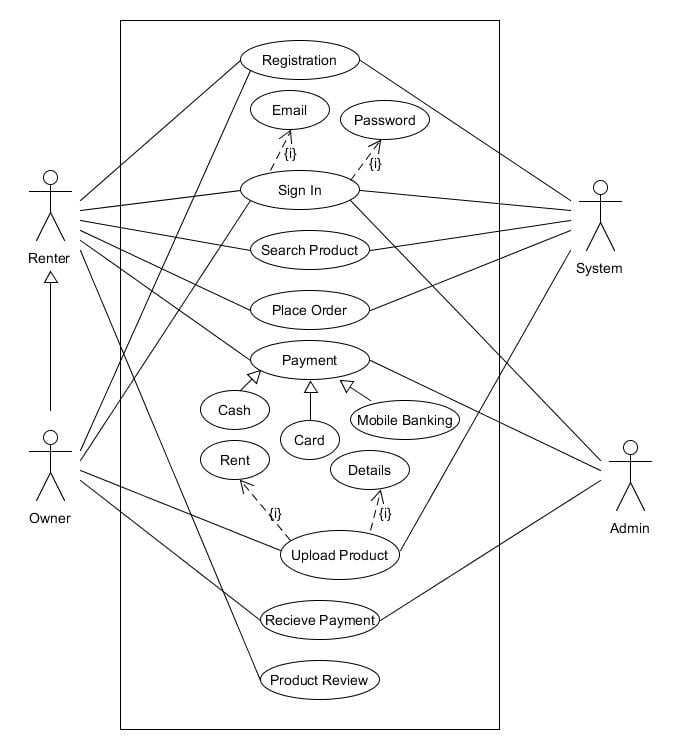 Registration
Email
Password
{i}
{i}
Sign In
Renter
System
Search Product
Place Order
Payment
Cash
Card
Mobile Banking
Rent
Details
{i}
{i}
Owner
Admin
Upload Product
Recieve Payment
Product Review